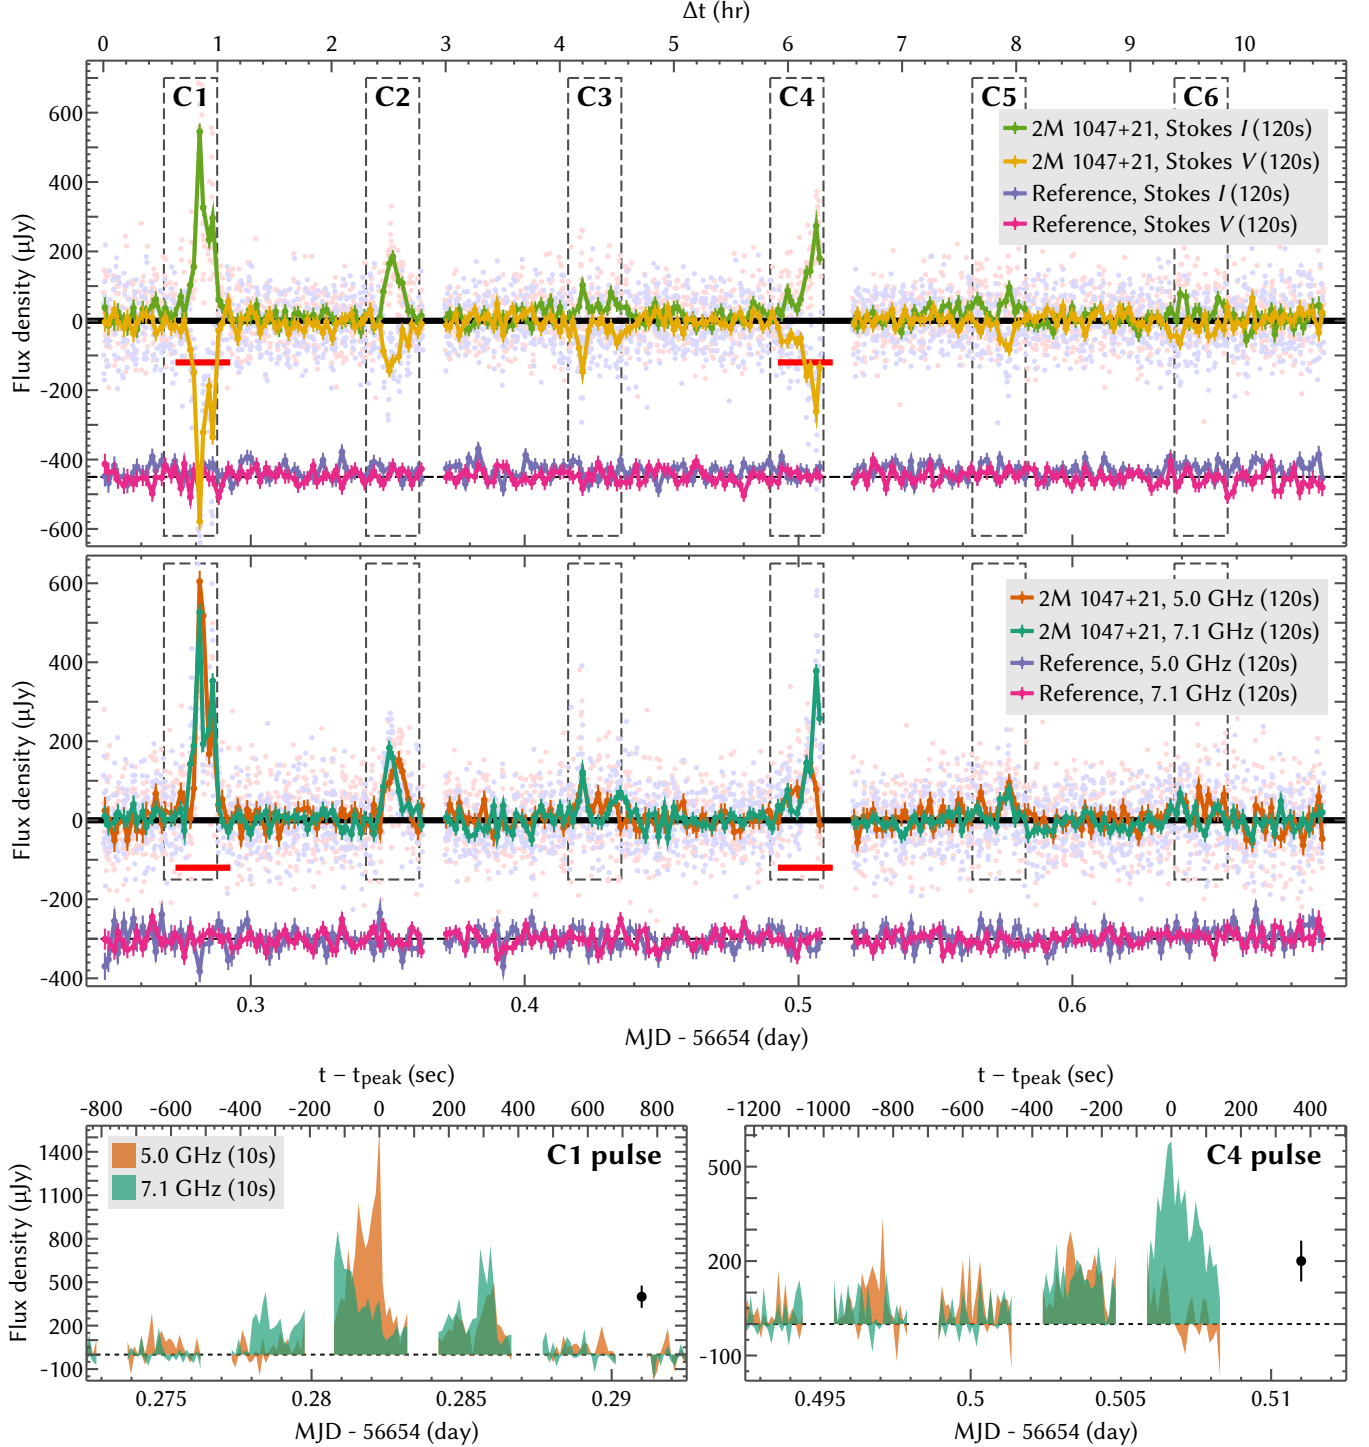 Δt (hr)
0 1 2 3 4 5 6 7 8 9 10
C1 C2 C3 C4 C5 C6
600
400
200
0
-200
-400
-600
Flux density (μJy)
2M 1047+21, Stokes I (120s)
2M 1047+21, Stokes V (120s)
Reference, Stokes I (120s)
Reference, Stokes V (120s)
600
400
200
0
-200
-400
Flux density (μJy)
2M 1047+21, 5.0 GHz (120s)
2M 1047+21, 7.1 GHz (120s)
Reference, 5.0 GHz (120s)
Reference, 7.1 GHz (120s)
0.3 0.4 0.5 0.6
MJD - 56654 (day)
t – tpeak (sec)
-800 -600 -400 -200 0 200 400 600 800
1400
1100
800
500
200
-100
Flux density (μJy)
5.0 GHz (10s)
7.1 GHz (10s)
C1 pulse
0.275 0.28 0.285 0.29
MJD - 56654 (day)
t – tpeak (sec)
-1200 -1000 -800 -600 -400 -200 0 200 400
500
200
-100
C4 pulse
0.495 0.5 0.505 0.51
MJD - 56654 (day)